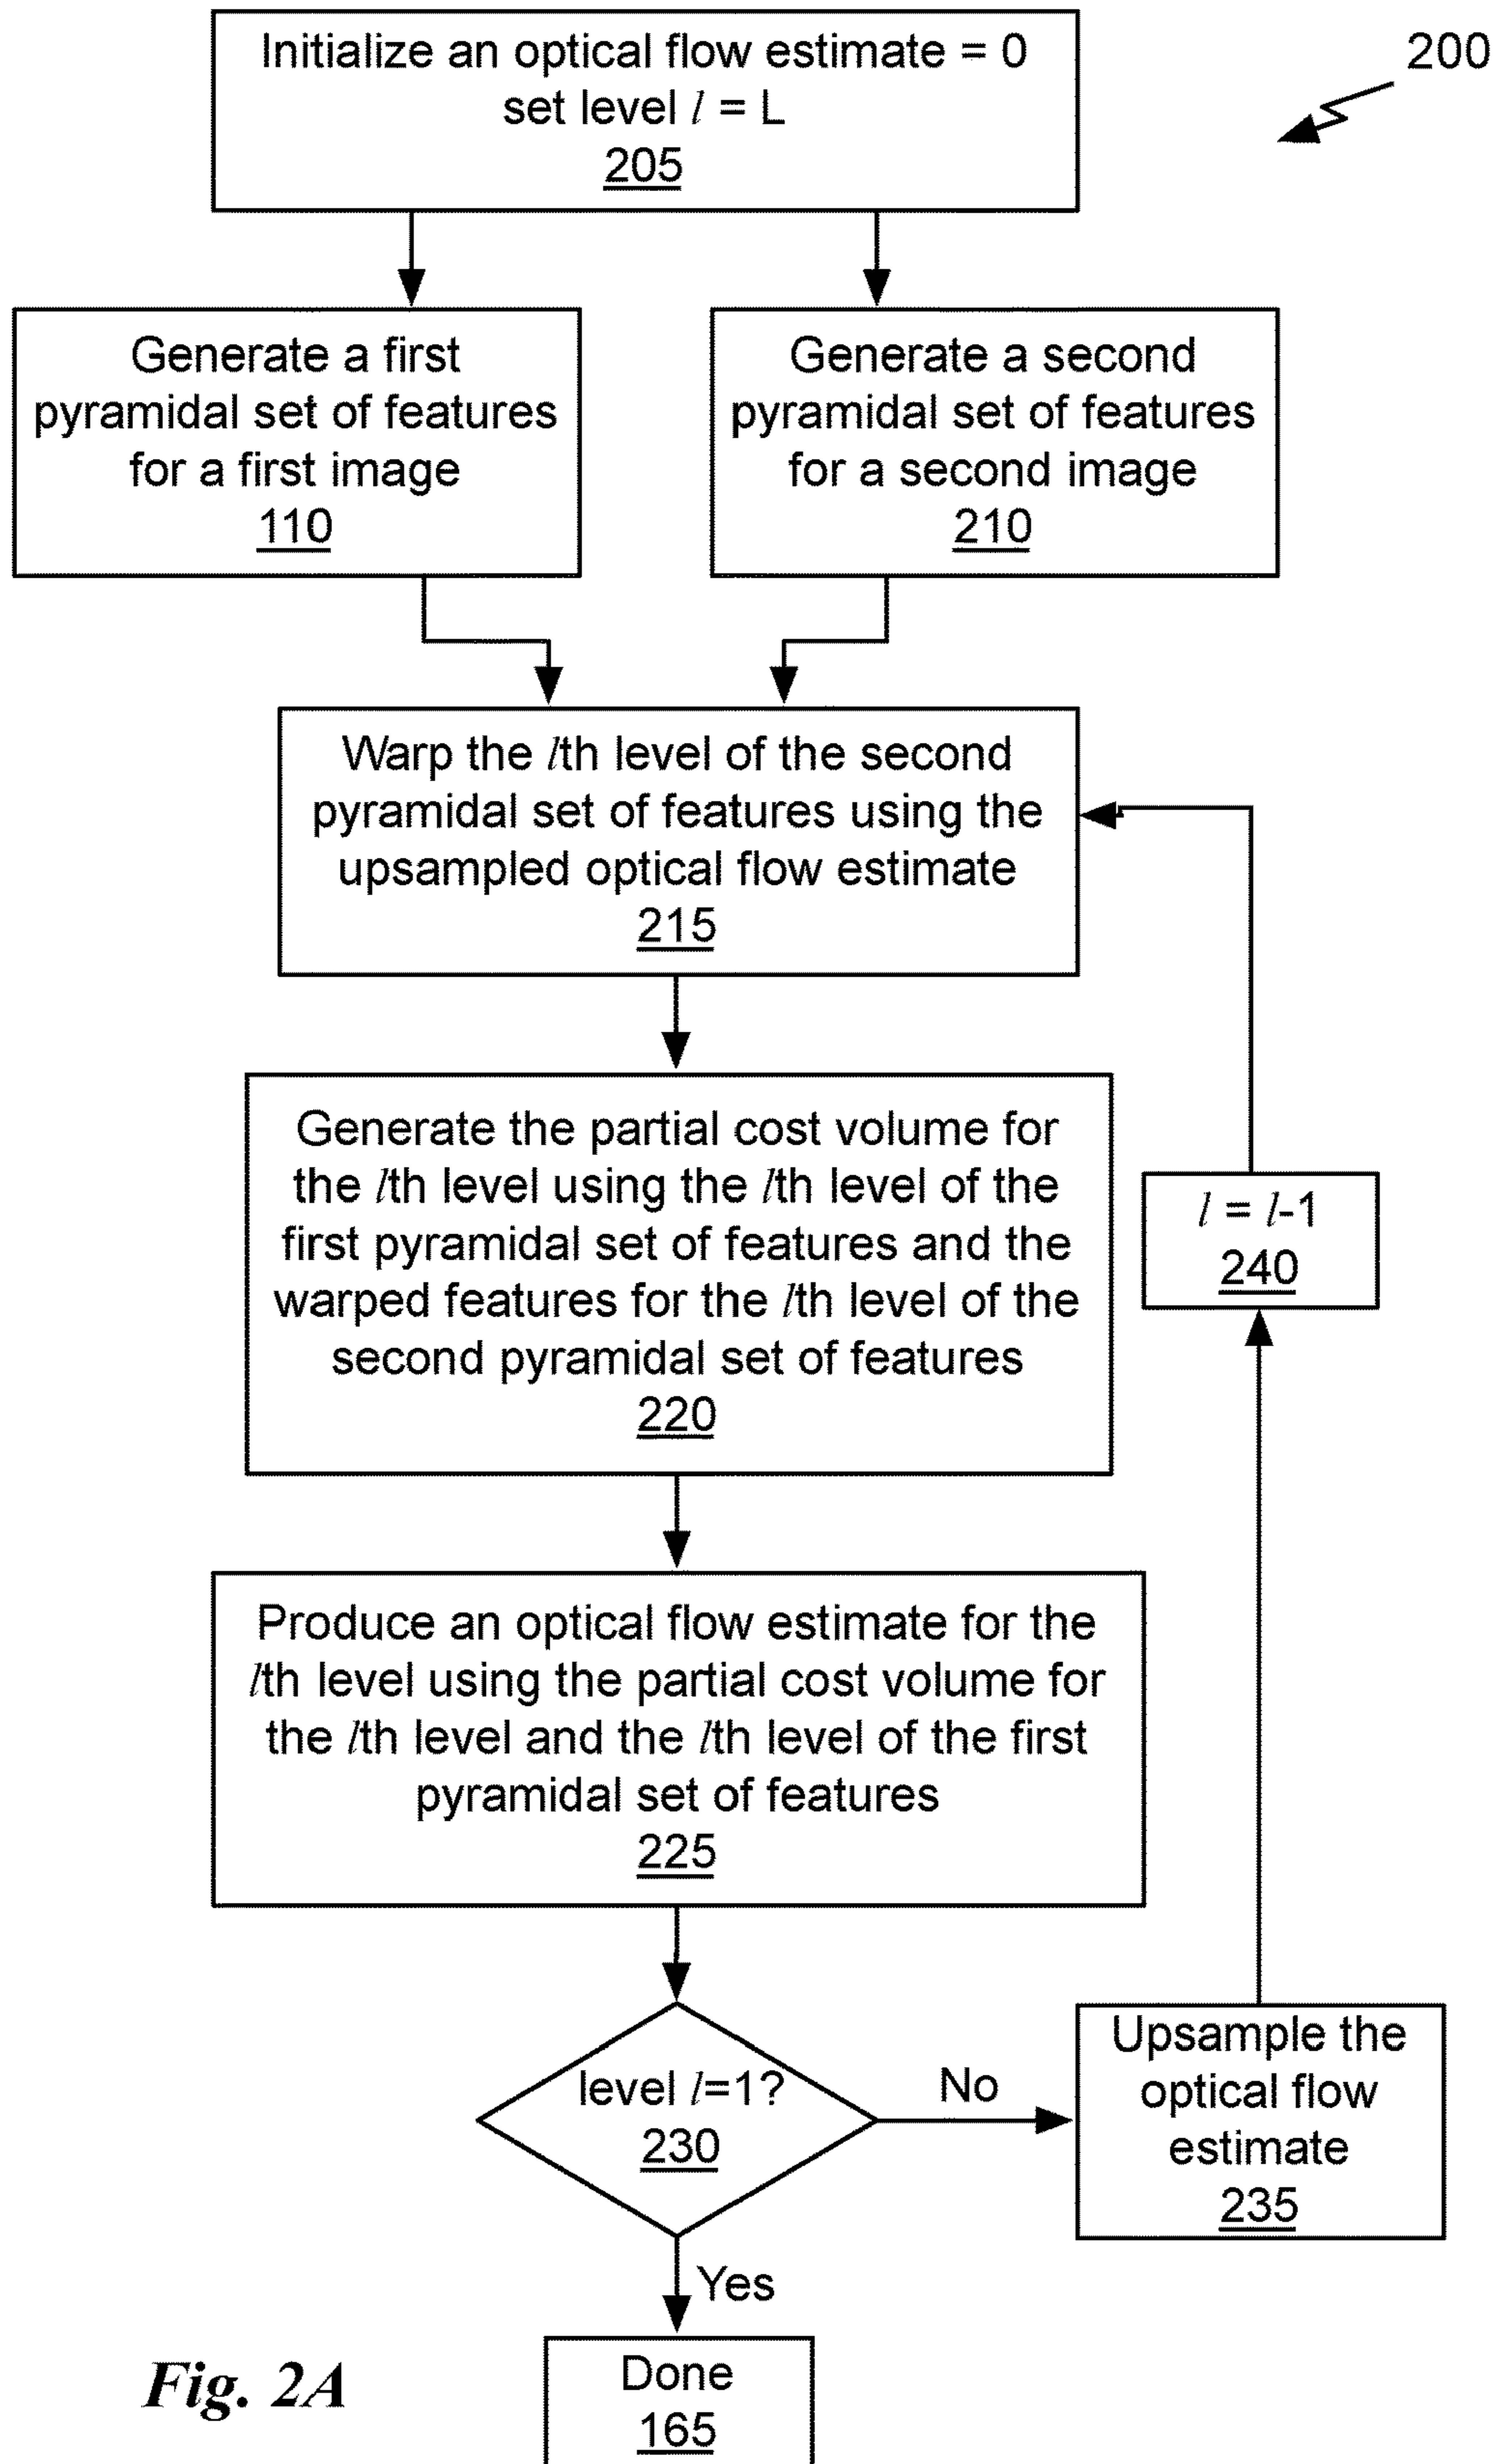 Initialize an optical flow estimate = 0
set level l = L
205
200
Generate a first
pyramidal set of features
for a first image
110
Generate a second
pyramidal set of features
for a second image
210
Warp the lth level of the second
pyramidal set of features using the
upsampled optical flow estimate
215
Generate the partial cost volume for
the lth level using the lth level of the
first pyramidal set of features and the
warped features for the lth level of the
second pyramidal set of features
220
l = l-1
240
Produce an optical flow estimate for the
lth level using the partial cost volume for
the lth level and the lth level of the first
pyramidal set of features
225
level l=1?
230
No
Upsample the
optical flow
estimate
235
Yes
Done
165
Fig. 2A